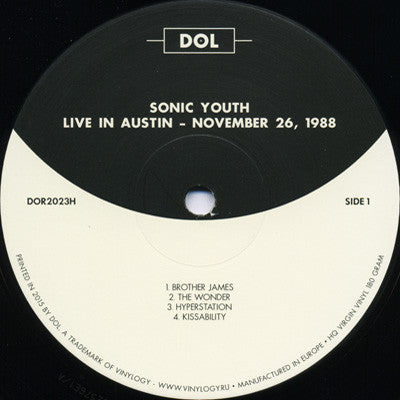 DOL
SONIC YOUTH
LIVE IN AUSTIN – NOVEMBER 26, 1988
DOR2023H
SIDE 1
1. BROTHER JAMES
2. THE WONDER
3. HYPERSTATION
4. KISSABILITY
PRINTED IN 2015 BY DOL. A TRADEMARK OF VINYLOGY - WWW.VINYLOGY.RU • MANUFACTURED IN EUROPE • HQ VIRGIN VINYL 180 GRAM